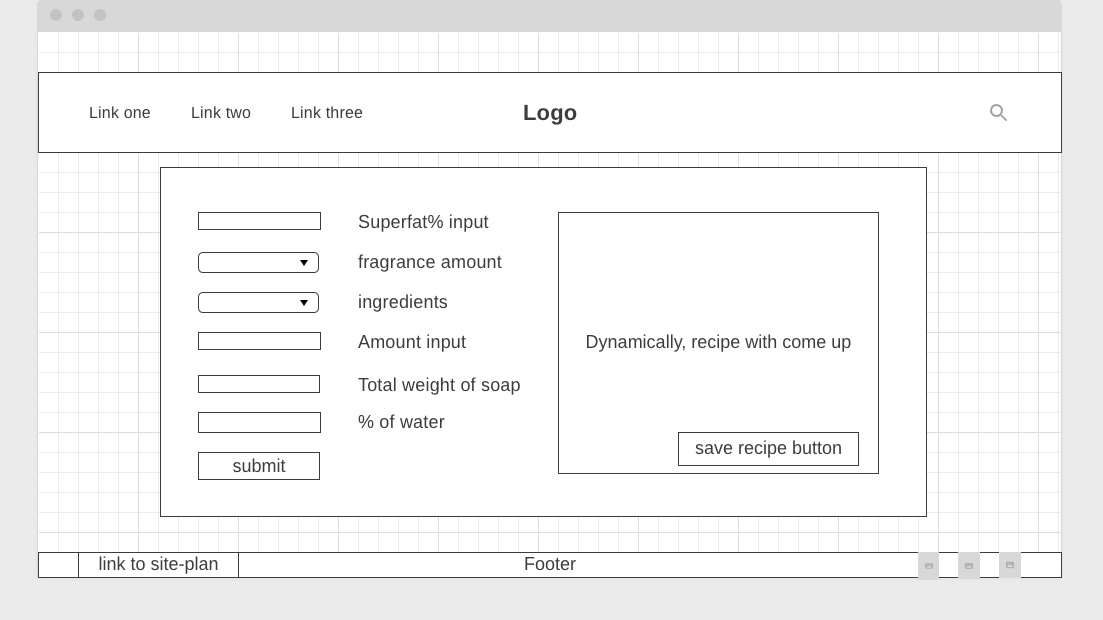 Link one
Link two
Link three
Logo
Superfat% input
fragrance amount
ingredients
Amount input
Total weight of soap
% of water
submit
Dynamically, recipe with come up
save recipe button
link to site-plan
Footer